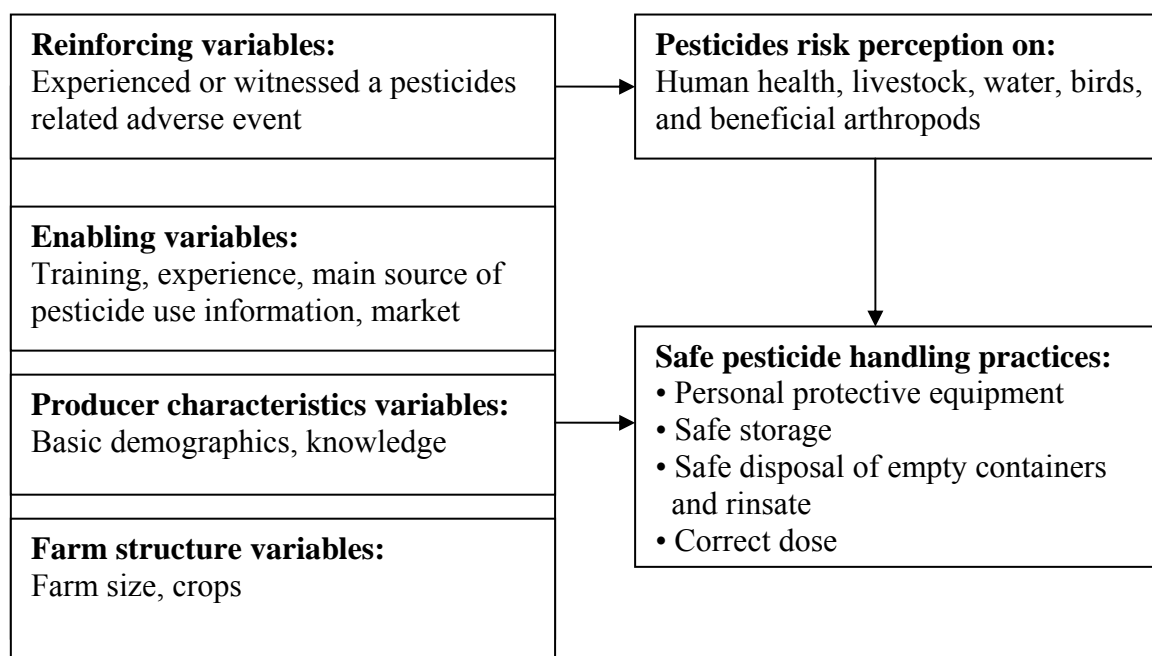 Reinforcing variables:
Experienced or witnessed a pesticides
related adverse event
Enabling variables:
Training, experience, main source of
pesticide use information, market
Producer characteristics variables:
Basic demographics, knowledge
Farm structure variables:
Farm size, crops
Pesticides risk perception on:
Human health, livestock, water, birds,
and beneficial arthropods
Safe pesticide handling practices:
• Personal protective equipment
• Safe storage
• Safe disposal of empty containers
and rinsate
• Correct dose